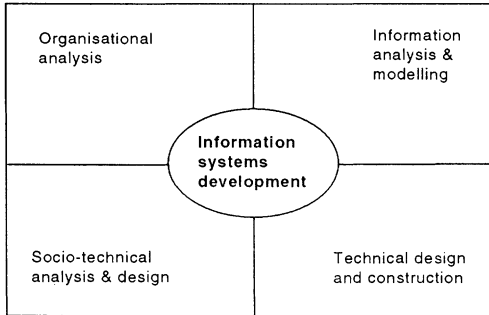 Organisational
analysis
Information
analysis &
modelling
Information
systems
development
Socio-technical
analysis & design
Technical design
and construction